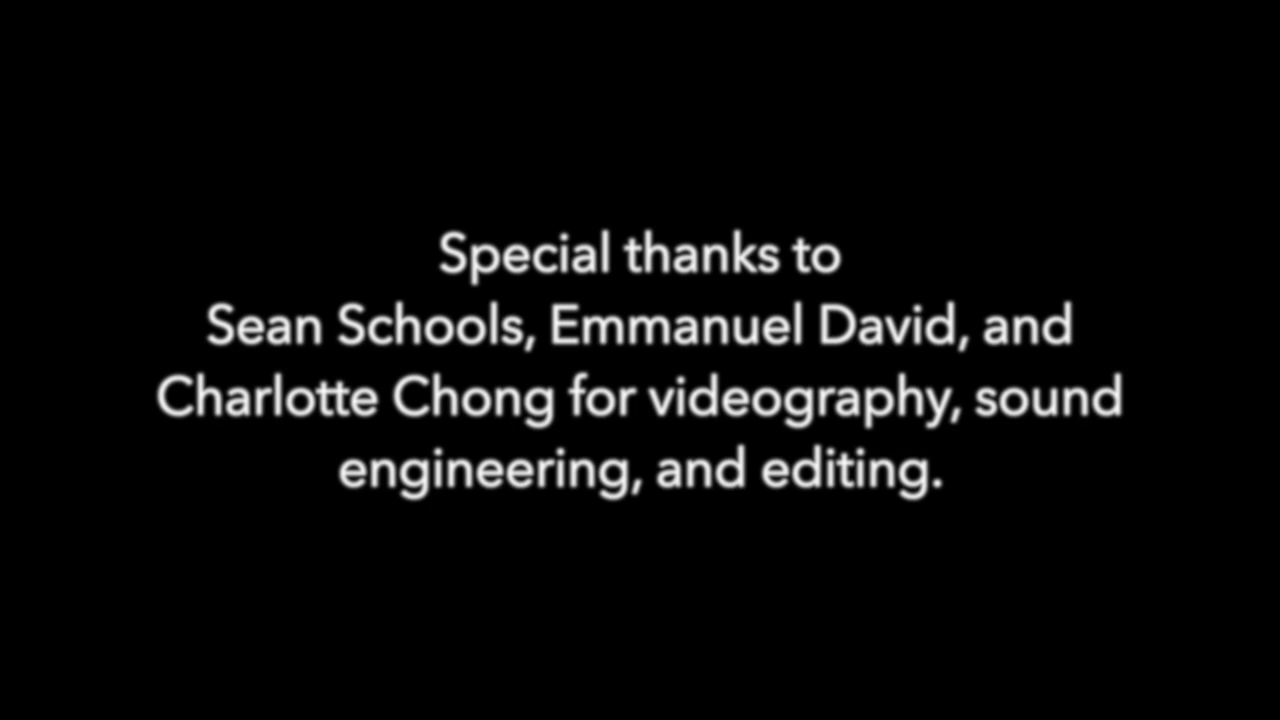 Special thanks to
Sean Schools, Emmanuel David, and
Charlotte Chong for videography, sound
engineering, and editing.